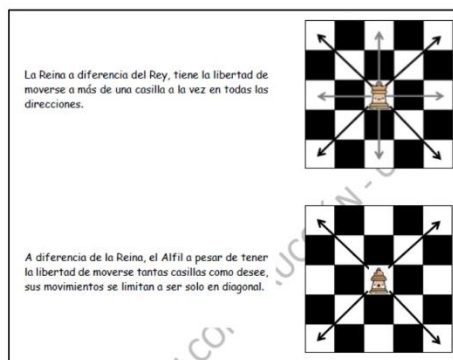 La Reina a diferencia del Rey, tiene la libertad de
moverse a más de una casilla a la vez en todas las
direcciones.
A diferencia de la Reina, el Alfil a pesar de tener
la libertad de moverse tantas casillas como desee,
sus movimientos se limitan a ser solo en diagonal.